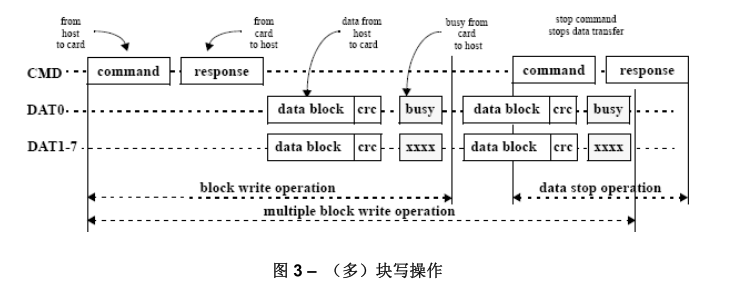 from
host
to card
from
card
to host
data from
host
to card
busy from
card
to host
stop command
stops data transfer
CMD command response command response
DAT0 data block crc busy data block crc busy
DAT1-7 data block crc xxxx data block crc xxxx
block write operation data stop operation
multiple block write operation
图 3 – （多）块写操作